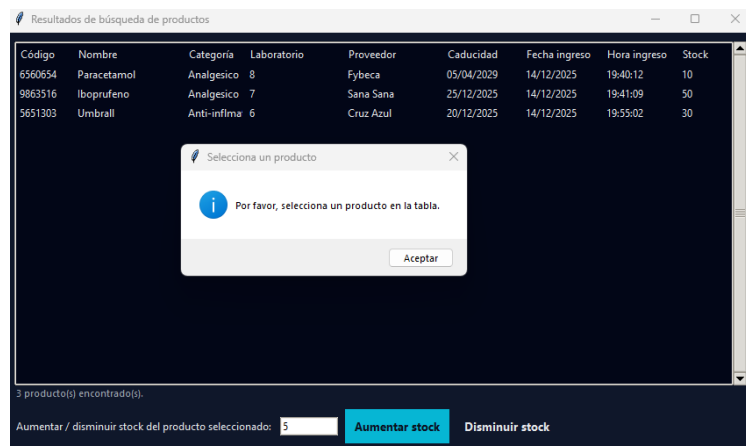 Resultados de búsqueda de productos
Código Nombre Categoría Laboratorio Proveedor Caducidad Fecha ingreso Hora ingreso Stock
6560654 Paracetamol Analgesico 8 Fybeca 05/04/2029 14/12/2025 19:40:12 10
9863516 Iboprufeno Analgesico 7 Sana Sana 25/12/2025 14/12/2025 19:41:09 50
5651303 Umbrall Anti-inflma 6 Cruz Azul 20/12/2025 14/12/2025 19:55:02 30
Selecciona un producto
Por favor, selecciona un producto en la tabla.
Aceptar
3 producto(s) encontrado(s).
Aumentar / disminuir stock del producto seleccionado: 5 Aumentar stock Disminuir stock